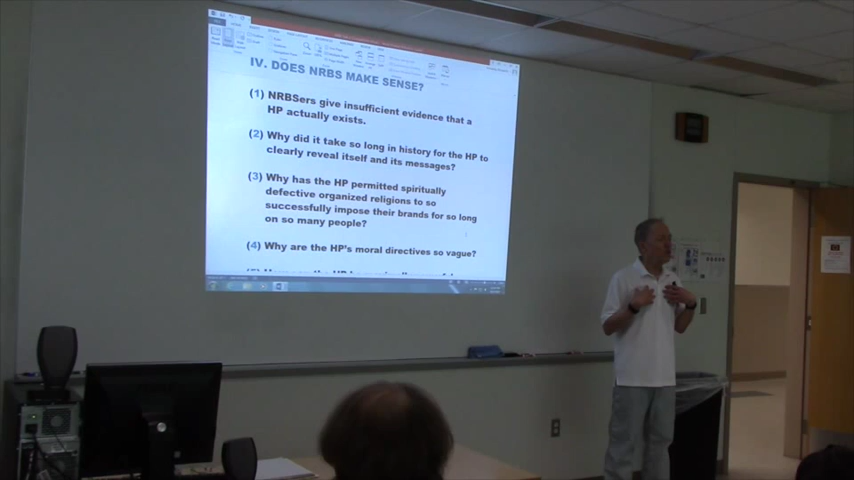 IV. DOES NRBS MAKE SENSE?
(1) NRBSers give insufficient evidence that a
HP actually exists.
(2) Why did it take so long in history for the HP to
clearly reveal itself and its messages?
(3) Why has the HP permitted spiritually
defective organized religions to so
successfully impose their brands for so long
on so many people?
(4) Why are the HP's moral directives so vague?